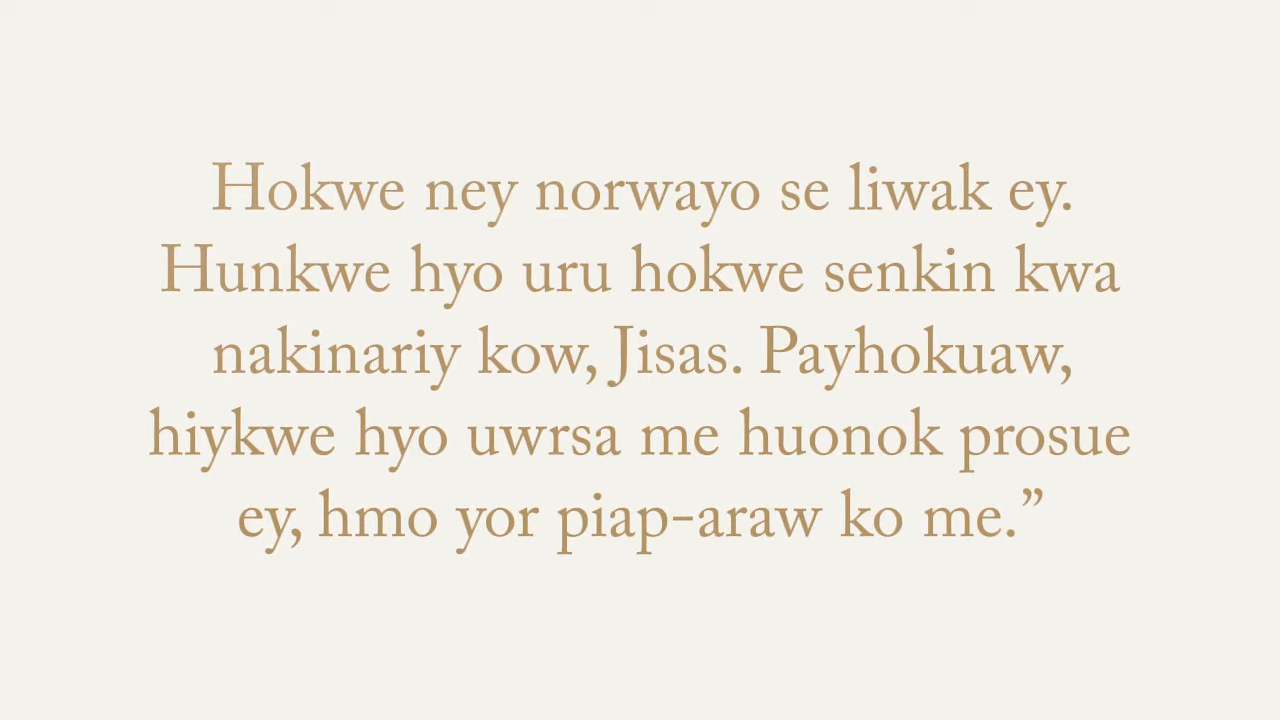 Hokwe ney norwayo se liwak ey.
Hunkwe hyo uru hokwe senkin kwa
nakinariy kow, Jisas. Payhokuaw,
hiykwe hyo uwrsa me huonok prosue
ey, hmo yor piap-araw ko me.”